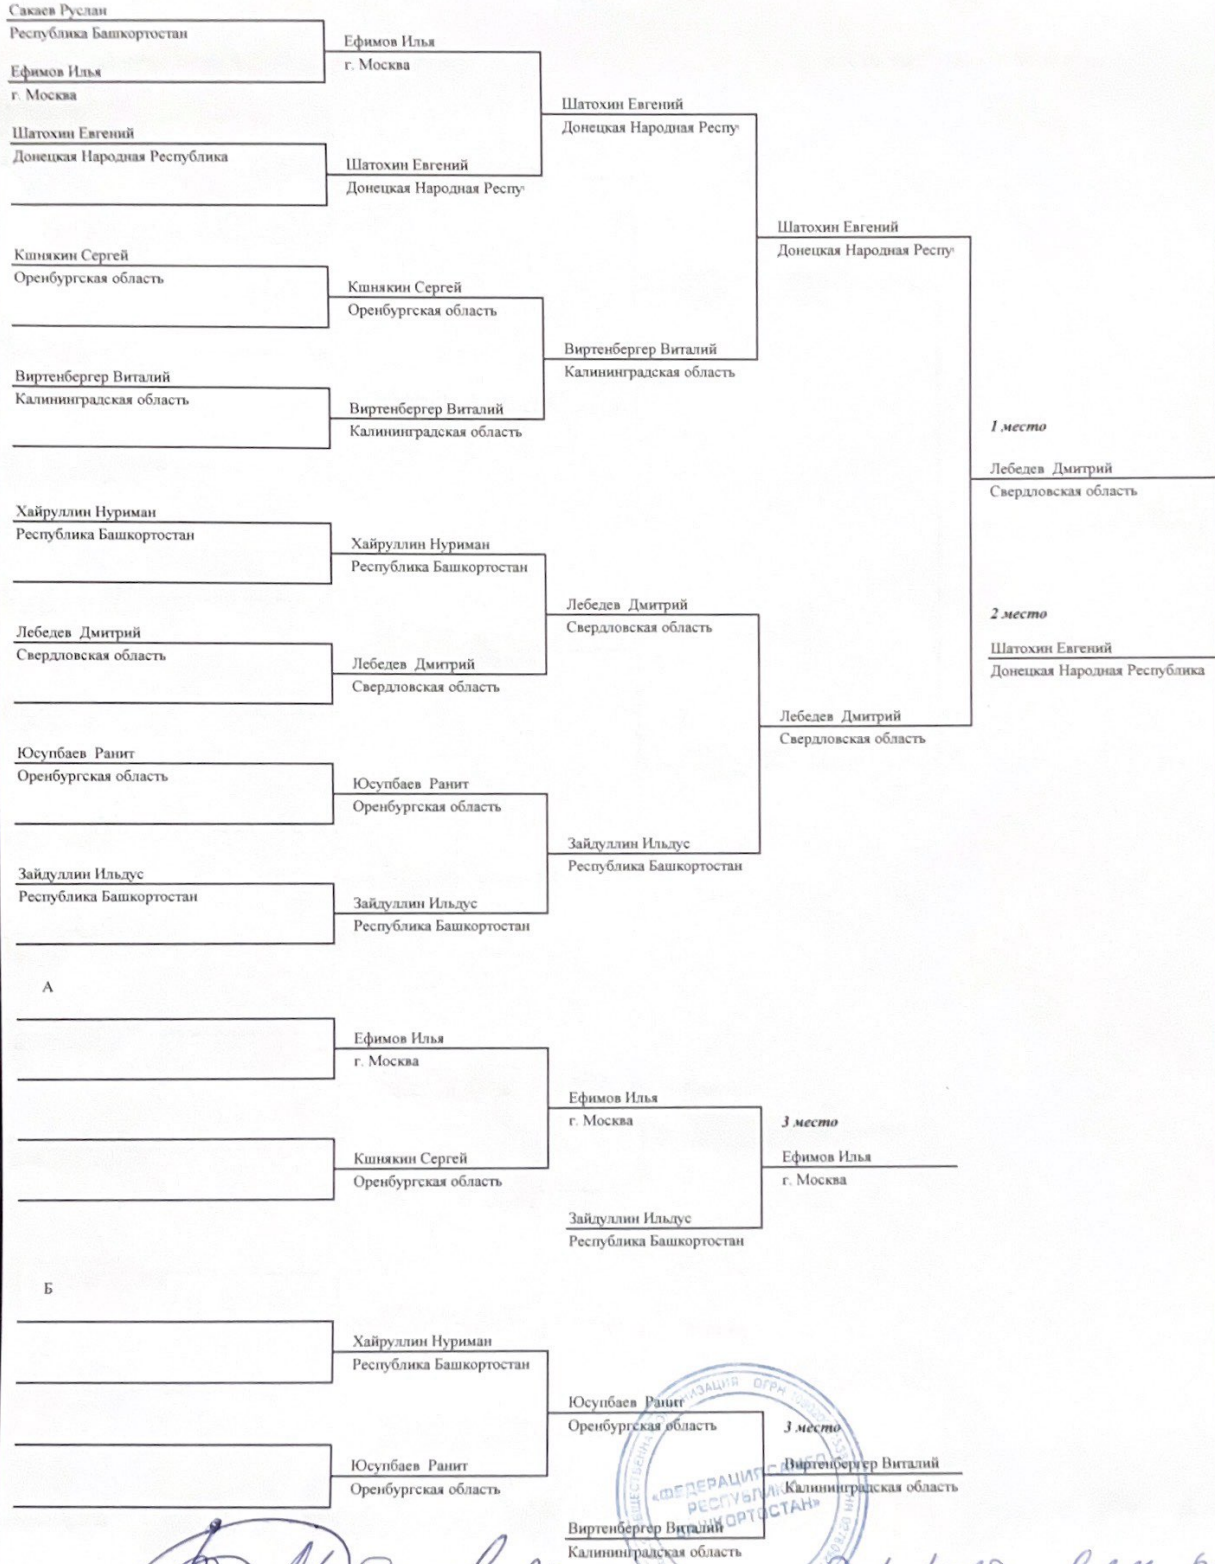 Сакаев Руслан
Республика Башкортостан
Ефимов Илья
г. Москва
Шатохин Евгений
Донецкая Народная Республика
Кшнякин Сергей
Оренбургская область
Виртенбергер Виталий
Калининградская область
Хайруллин Нуриман
Республика Башкортостан
Лебедев Дмитрий
Свердловская область
Юсупбаев Ранит
Оренбургская область
Зайдуллин Ильдус
Республика Башкортостан
Ефимов Илья
г. Москва
Шатохин Евгений
Донецкая Народная Респу
Кшнякин Сергей
Оренбургская область
Виртенбергер Виталий
Калининградская область
Хайруллин Нуриман
Республика Башкортостан
Лебедев Дмитрий
Свердловская область
Юсупбаев Ранит
Оренбургская область
Зайдуллин Ильдус
Республика Башкортостан
Шатохин Евгений
Донецкая Народная Респу
Виртенбергер Виталий
Калининградская область
Лебедев Дмитрий
Свердловская область
Зайдуллин Ильдус
Республика Башкортостан
Шатохин Евгений
Донецкая Народная Респу
Лебедев Дмитрий
Свердловская область
1 место
Лебедев Дмитрий
Свердловская область
2 место
Шатохин Евгений
Донецкая Народная Республика
А
Ефимов Илья
г. Москва
Кшнякин Сергей
Оренбургская область
Ефимов Илья
г. Москва
Зайдуллин Ильдус
Республика Башкортостан
3 место
Ефимов Илья
г. Москва
Б
Хайруллин Нуриман
Республика Башкортостан
Юсупбаев Ранит
Оренбургская область
Юсупбаев Ранит
Оренбургская область
Виртенбергер Виталий
Калининградская область
3 место
Виртенбергер Виталий
Калининградская область
«ФЕДЕРАЦИЯ САМБО
РЕСПУБЛИКИ
БАШКОРТОСТАН»